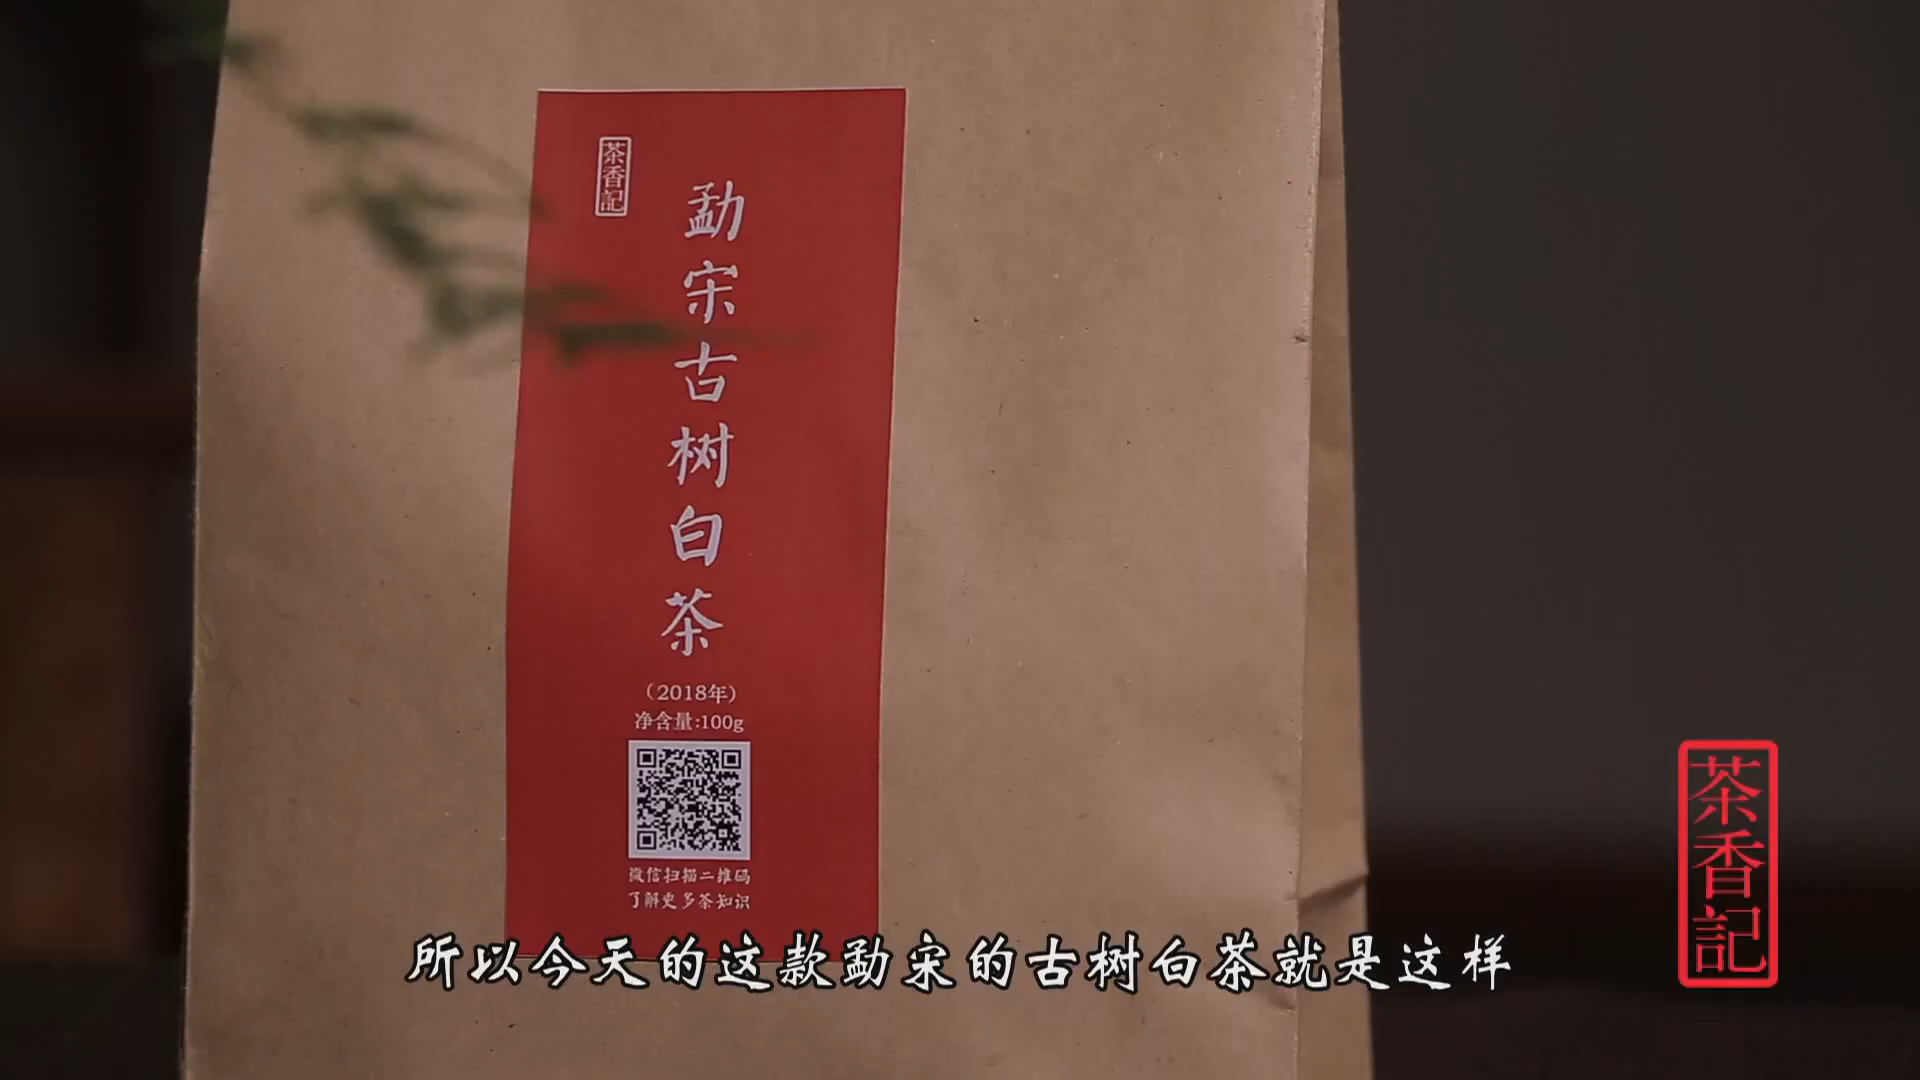 茶香記
勐宋古树白茶
（2018年）
净含量:100g
微信扫描二维码
了解更多茶知识
所以今天的这款勐宋的古树白茶就是这样
茶香記